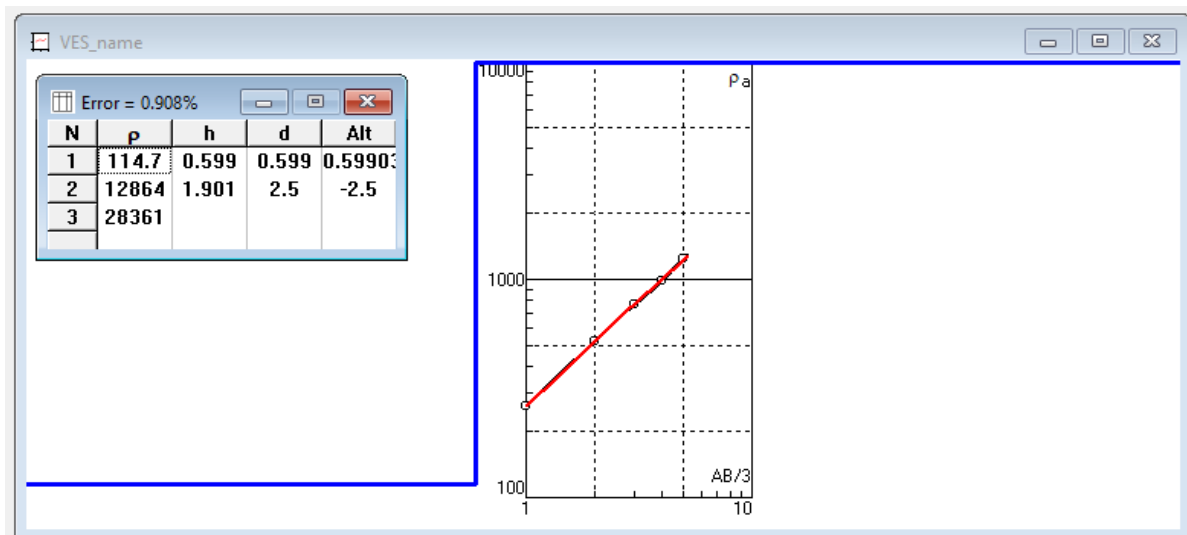 VES_name
Error = 0.908%
N ρ h d Alt
1 114.7 0.599 0.599 0.5990
2 12864 1.901 2.5 -2.5
3 28361
10000
ρa
1000
100
AB/3
1 10